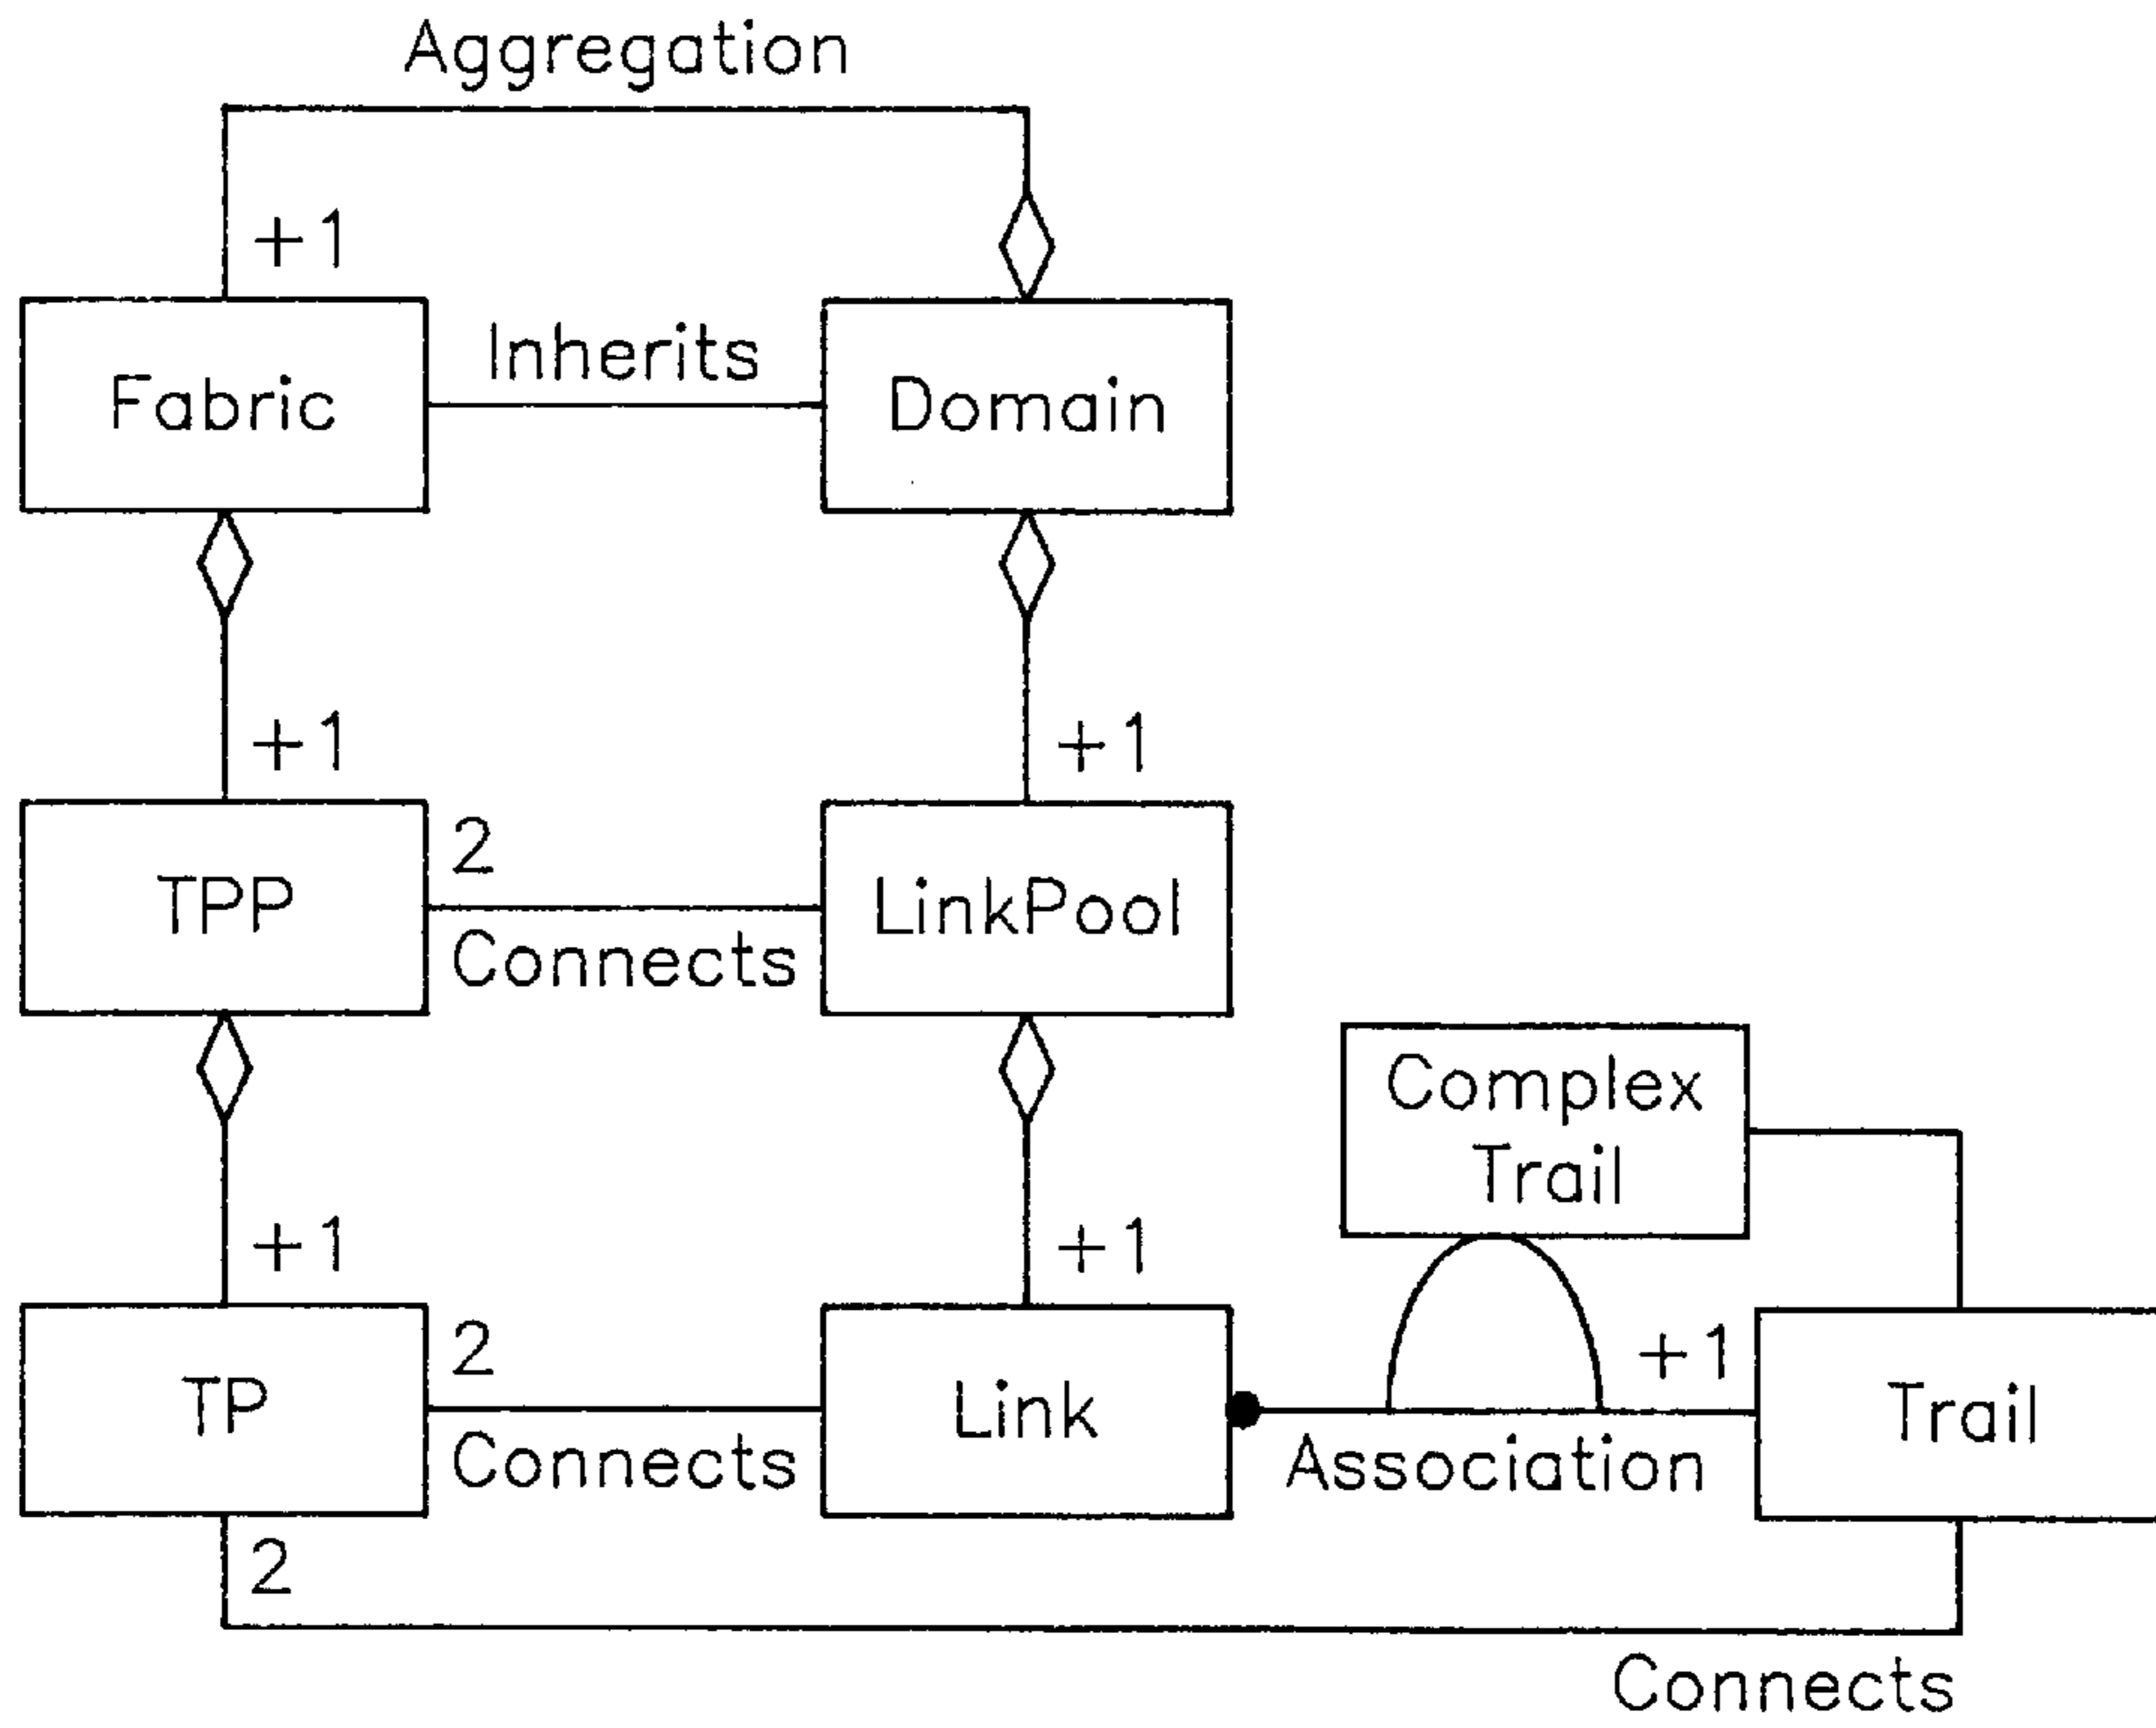 Aggregation
+1
Fabric
Inherits
Domain
+1
+1
TPP
2
Connects
LinkPool
Complex
Trail
+1
+1
TP
2
Connects
Link
+1
Association
Trail
2
Connects